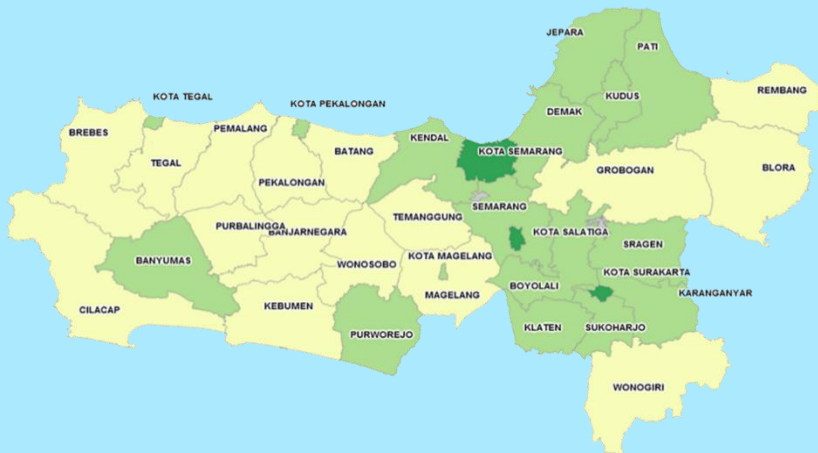 JEPARA
PATI
KOTA TEGAL
KOTA PEKALONGAN
REMBANG
KUDUS
DEMAK
BREBES
PEMALANG
KENDAL
BATANG
KOTA SEMARANG
TEGAL
GROBOGAN
BLORA
PEKALONGAN
SEMARANG
TEMANGGUNG
PURBALINGGA
BANJARNEGARA
KOTA SALATIGA
SRAGEN
BANYUMAS
WONOSOBO
KOTA MAGELANG
KOTA SURAKARTA
BOYOLALI
KARANGANYAR
MAGELANG
CILACAP
KEBUMEN
PURWOREJO
KLATEN
SUKOHARJO
WONOGIRI